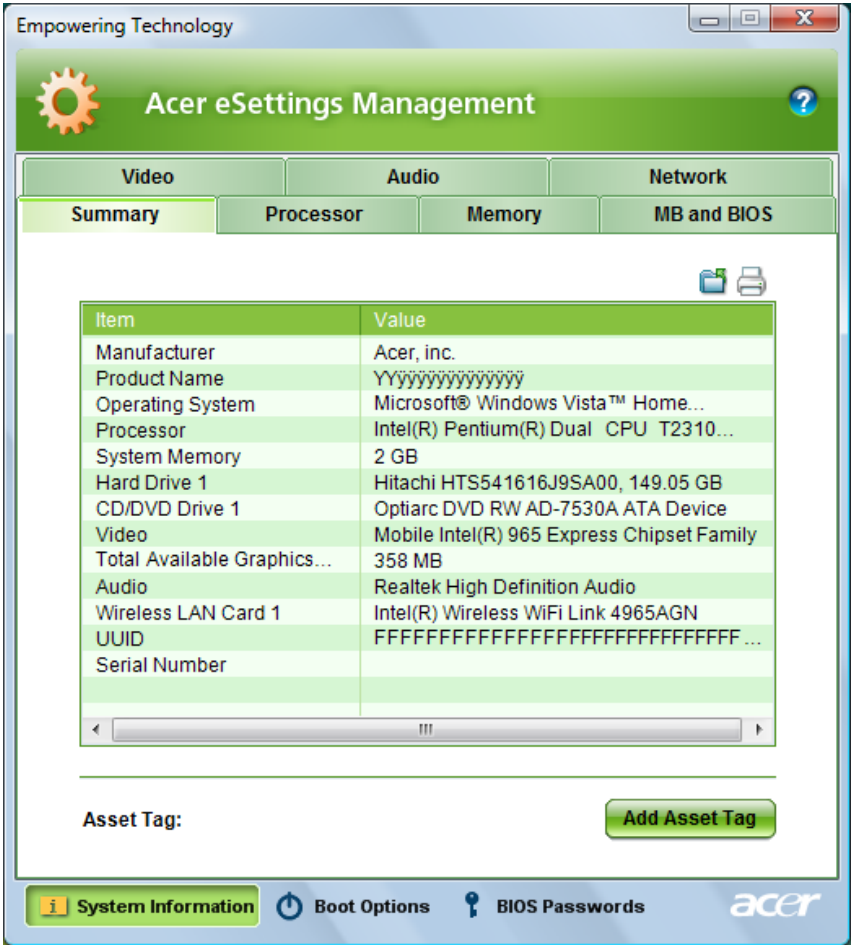 Empowering Technology
Acer eSettings Management
Video Audio Network
Summary Processor Memory MB and BIOS
Item Value
Manufacturer Acer, inc.
Product Name YYÿÿÿÿÿÿÿÿÿÿÿÿÿÿ
Operating System Microsoft® Windows Vista™ Home...
Processor Intel(R) Pentium(R) Dual  CPU  T2310...
System Memory 2 GB
Hard Drive 1 Hitachi HTS541616J9SA00, 149.05 GB
CD/DVD Drive 1 Optiarc DVD RW AD-7530A ATA Device
Video Mobile Intel(R) 965 Express Chipset Family
Total Available Graphics... 358 MB
Audio Realtek High Definition Audio
Wireless LAN Card 1 Intel(R) Wireless WiFi Link 4965AGN
UUID FFFFFFFFFFFFFFFFFFFFFFFFFFFFF...
Serial Number
Asset Tag: Add Asset Tag
System Information Boot Options BIOS Passwords acer